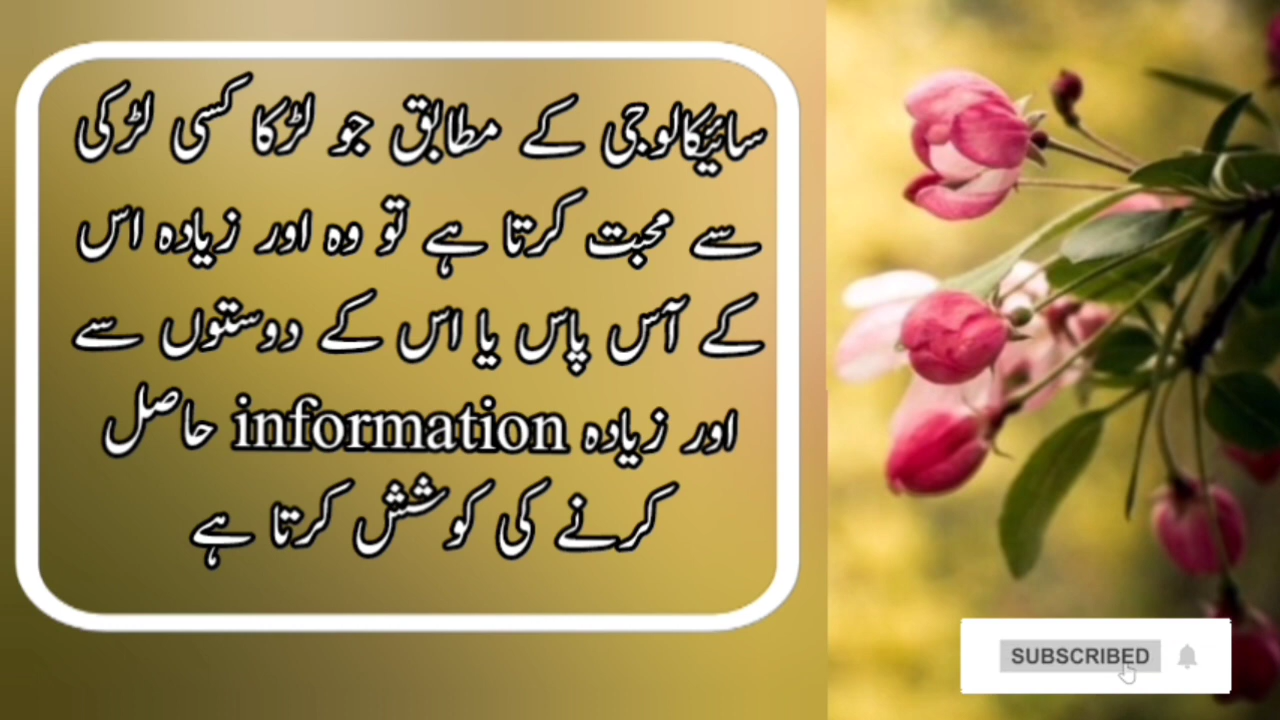 سائیکالوجی کے مطابق جو لڑکا کسی لڑکی
سے محبت کرتا ہے تو وہ اور زیادہ اس
کے آس پاس یا اس کے دوستوں سے
اور زیادہ information حاصل
کرنے کی کوشش کرتا ہے
SUBSCRIBED